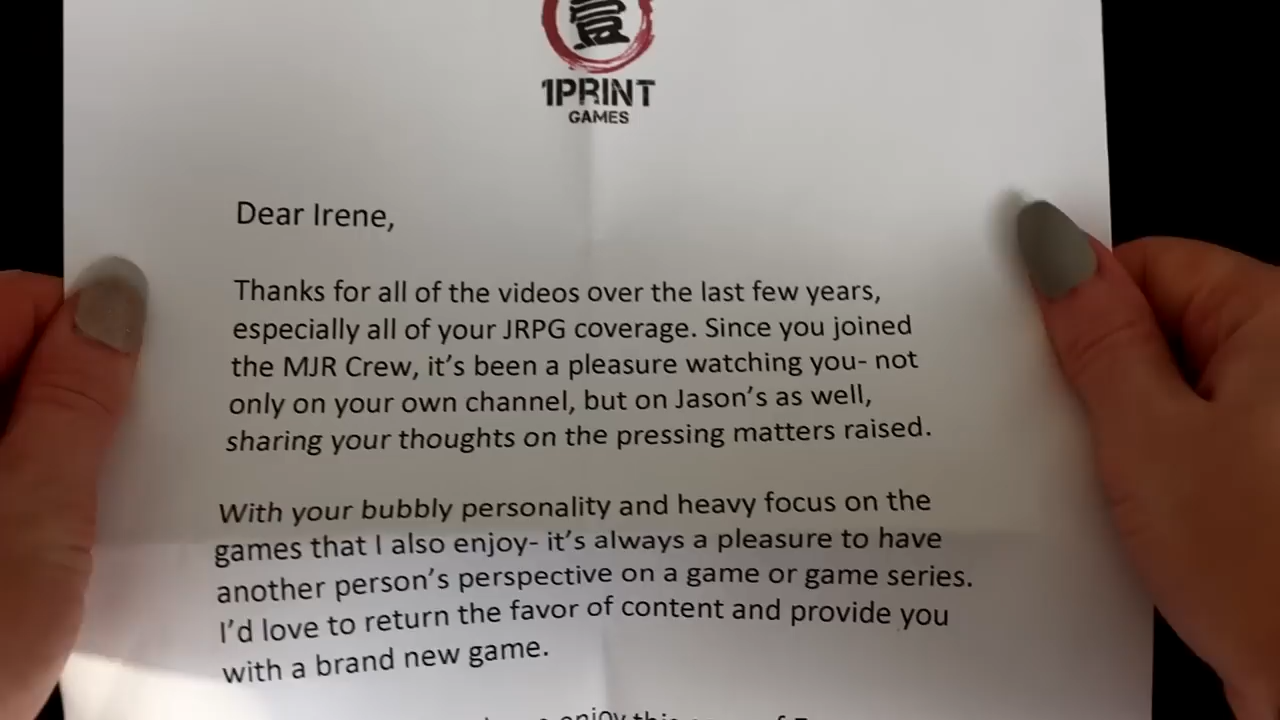 壹
1PRINT
GAMES
Dear Irene,
Thanks for all of the videos over the last few years,
especially all of your JRPG coverage. Since you joined
the MJR Crew, it's been a pleasure watching you- not
only on your own channel, but on Jason's as well,
sharing your thoughts on the pressing matters raised.
With your bubbly personality and heavy focus on the
games that I also enjoy- it's always a pleasure to have
another person's perspective on a game or game series.
I'd love to return the favor of content and provide you
with a brand new game.
enjoy this